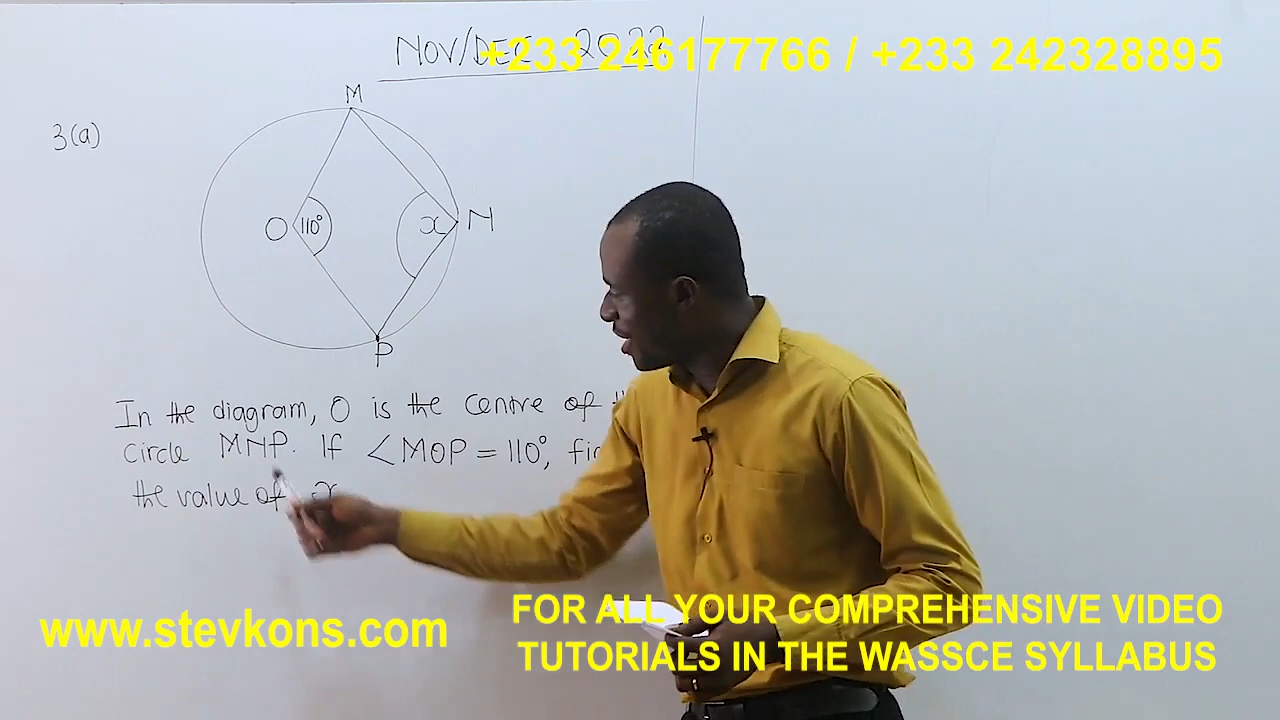 NOV/DEC 2022
+233 246177766 / +233 242328895
3(a)
M
O 110° x N
P
In the diagram, O is the centre of
circle MNP. If ∠MOP = 110°,
the value of x
www.stevkons.com
FOR ALL YOUR COMPREHENSIVE VIDEO
TUTORIALS IN THE WASSCE SYLLABUS